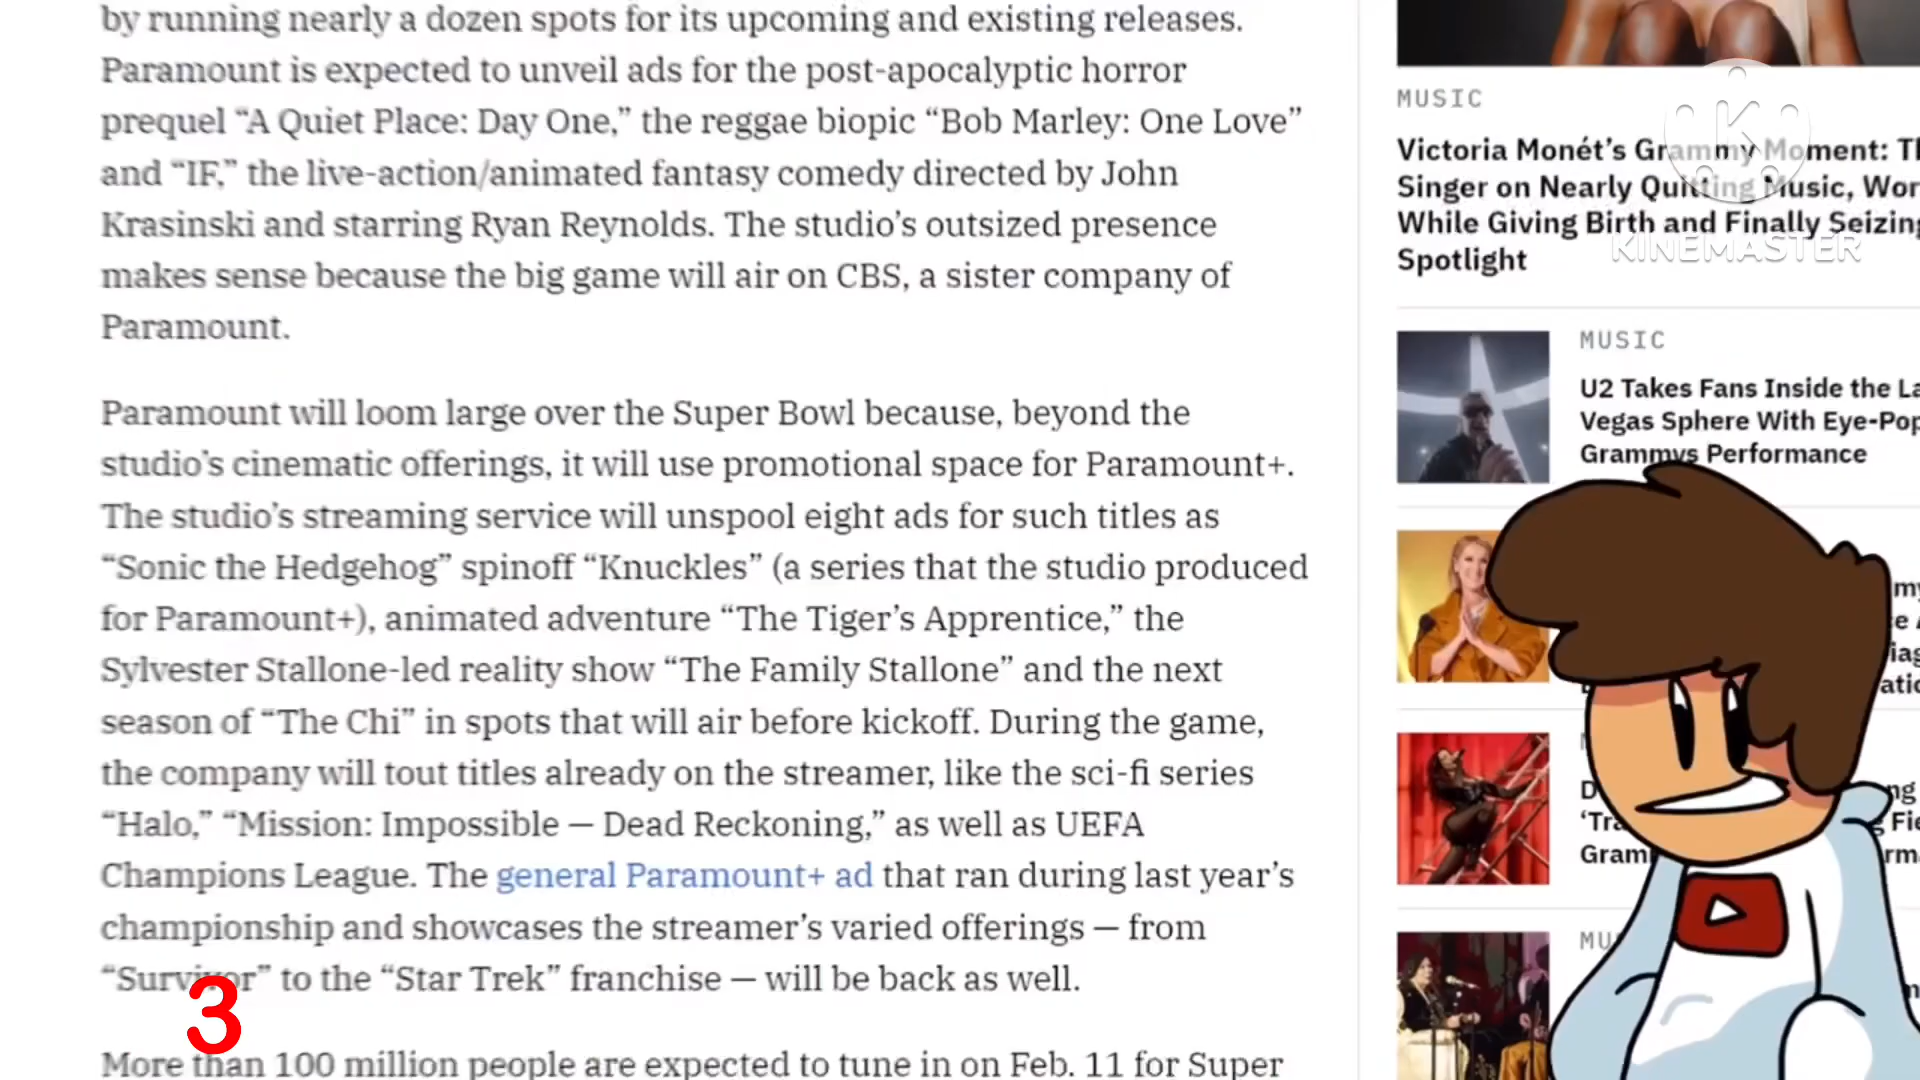 by running nearly a dozen spots for its upcoming and existing releases.
Paramount is expected to unveil ads for the post-apocalyptic horror
prequel “A Quiet Place: Day One,” the reggae biopic “Bob Marley: One Love”
and “IF,” the live-action/animated fantasy comedy directed by John
Krasinski and starring Ryan Reynolds. The studio’s outsized presence
makes sense because the big game will air on CBS, a sister company of
Paramount.
Paramount will loom large over the Super Bowl because, beyond the
studio’s cinematic offerings, it will use promotional space for Paramount+.
The studio’s streaming service will unspool eight ads for such titles as
“Sonic the Hedgehog” spinoff “Knuckles” (a series that the studio produced
for Paramount+), animated adventure “The Tiger’s Apprentice,” the
Sylvester Stallone-led reality show “The Family Stallone” and the next
season of “The Chi” in spots that will air before kickoff. During the game,
the company will tout titles already on the streamer, like the sci-fi series
“Halo,” “Mission: Impossible — Dead Reckoning,” as well as UEFA
Champions League. The general Paramount+ ad that ran during last year’s
championship and showcases the streamer’s varied offerings — from
“Survivor” to the “Star Trek” franchise — will be back as well.
3
More than 100 million people are expected to tune in on Feb. 11 for Super
MUSIC
Victoria Monét’s Grammy Moment:
Singer on Nearly Quitting Music,
While Giving Birth and Finally Seizing
Spotlight
K
KINEMASTER
MUSIC
U2 Takes Fans Inside the
Vegas Sphere With
Grammys Performance